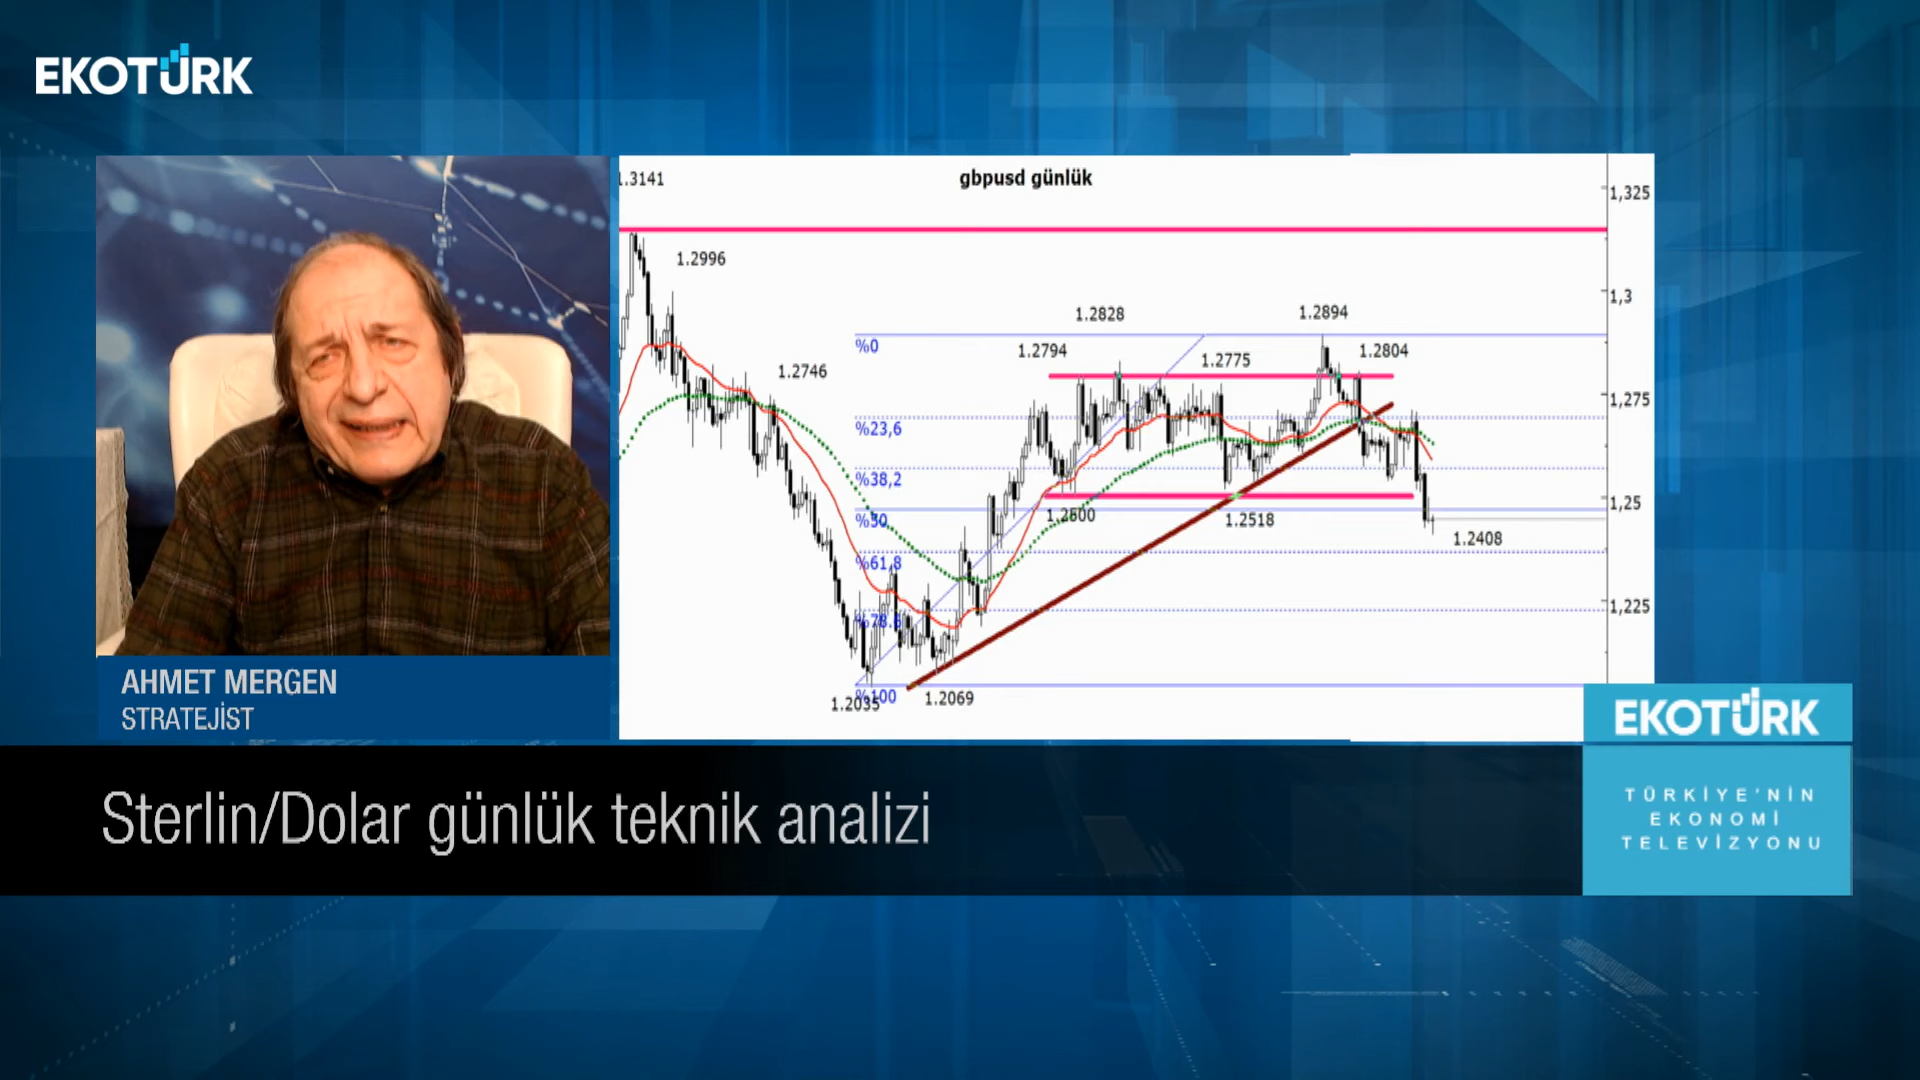 EKOTÜRK
1.3141
gbpusd günlük
1,325
1.2996
1,3
1.2828
1.2894
%0
1.2794
1.2775
1.2804
1.2746
1,275
%23,6
%38,2
1,25
%50
1.2600
1.2518
1.2408
%61,8
1,225
%78.6
1.2035
%100
1.2069
AHMET MERGEN
STRATEJİST
EKOTÜRK
Sterlin/Dolar günlük teknik analizi
TÜRKİYE'NİN
EKONOMİ
TELEVİZYONU